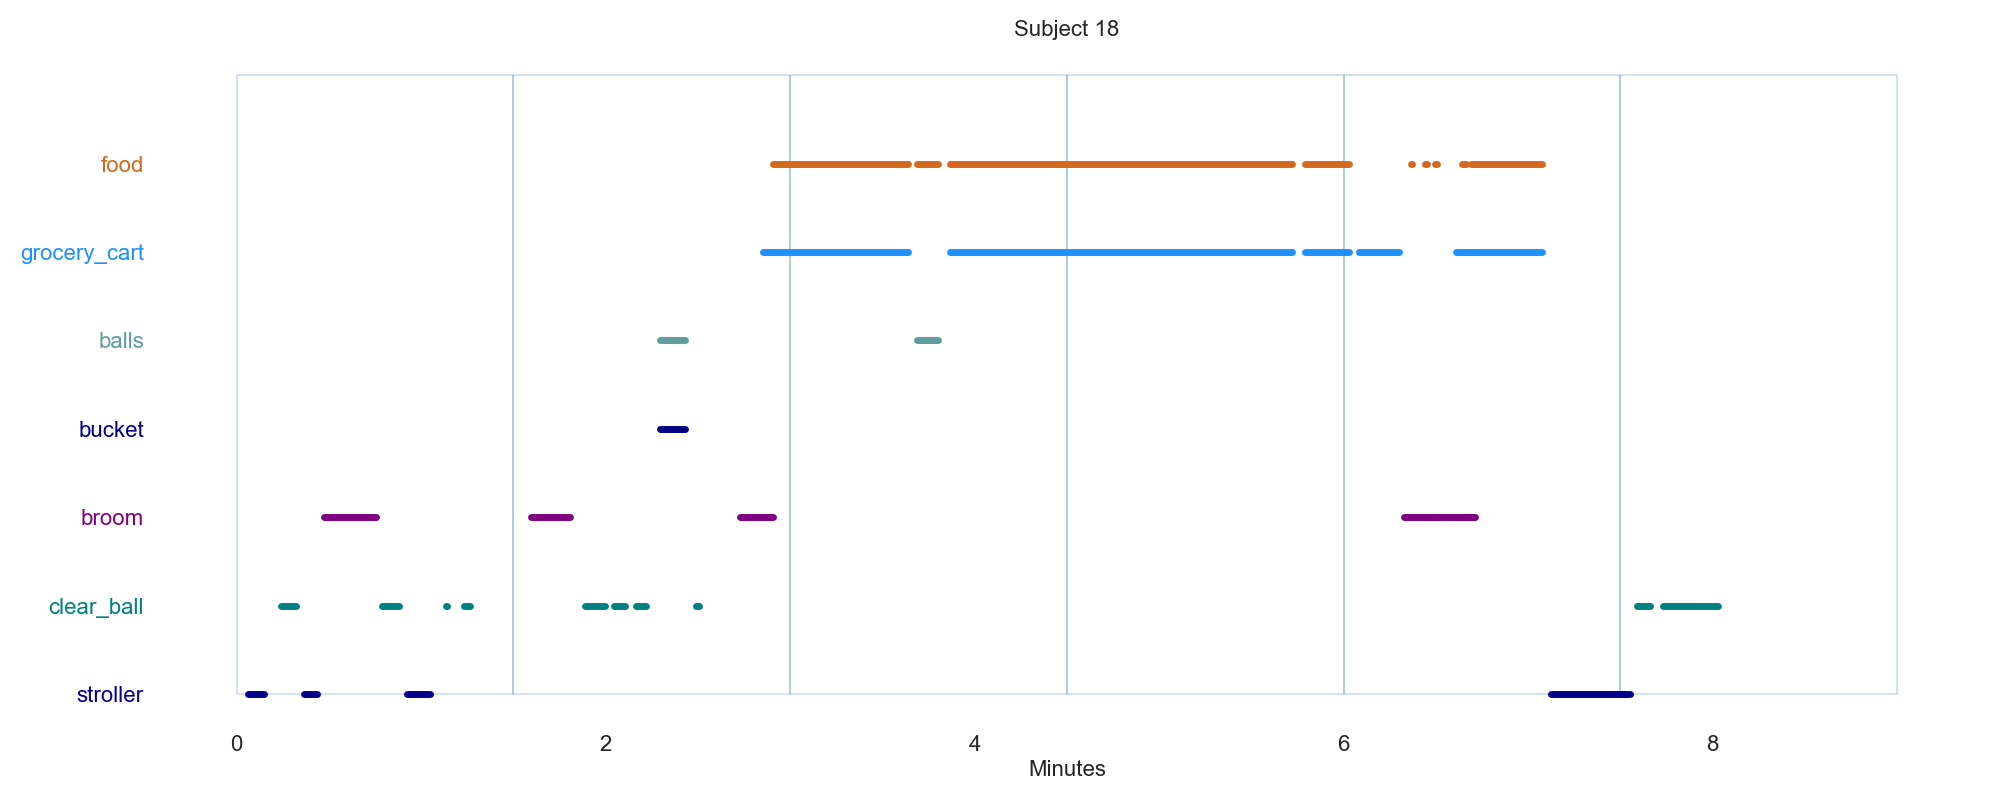 Subject 18
food
grocery_cart
balls
bucket
broom
clear_ball
stroller
0 2 4 6 8
Minutes